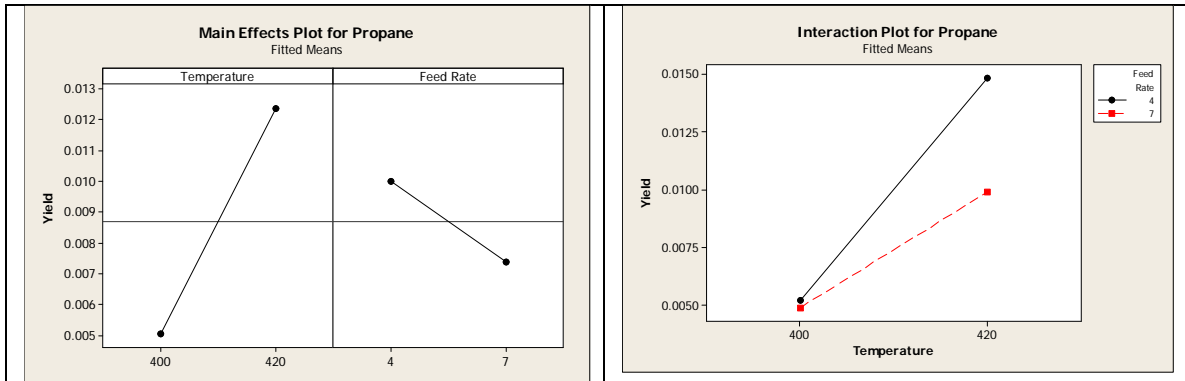 Main Effects Plot for Propane
Fitted Means
Temperature Feed Rate
0.013
0.012
0.011
0.010
0.009
0.008
0.007
0.006
0.005
Yield
400 420 4 7
Interaction Plot for Propane
Fitted Means
0.0150
0.0125
0.0100
0.0075
0.0050
Yield
400 420
Temperature
Feed
Rate
4
7